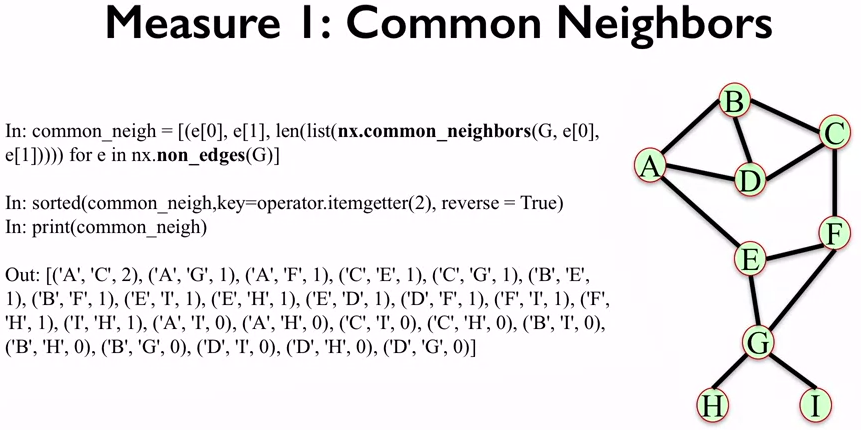 Measure 1: Common Neighbors
In: common_neigh = [(e[0], e[1], len(list(nx.common_neighbors(G, e[0],
e[1])))) for e in nx.non_edges(G)]
In: sorted(common_neigh,key=operator.itemgetter(2), reverse = True)
In: print(common_neigh)
Out: [('A', 'C', 2), ('A', 'G', 1), ('A', 'F', 1), ('C', 'E', 1), ('C', 'G', 1), ('B', 'E',
1), ('B', 'F', 1), ('E', 'I', 1), ('E', 'H', 1), ('E', 'D', 1), ('D', 'F', 1), ('F', 'I', 1), ('F',
'H', 1), ('I', 'H', 1), ('A', 'I', 0), ('A', 'H', 0), ('C', 'I', 0), ('C', 'H', 0), ('B', 'I', 0),
('B', 'H', 0), ('B', 'G', 0), ('D', 'I', 0), ('D', 'H', 0), ('D', 'G', 0)]
B
C
A
D
F
E
G
H
I